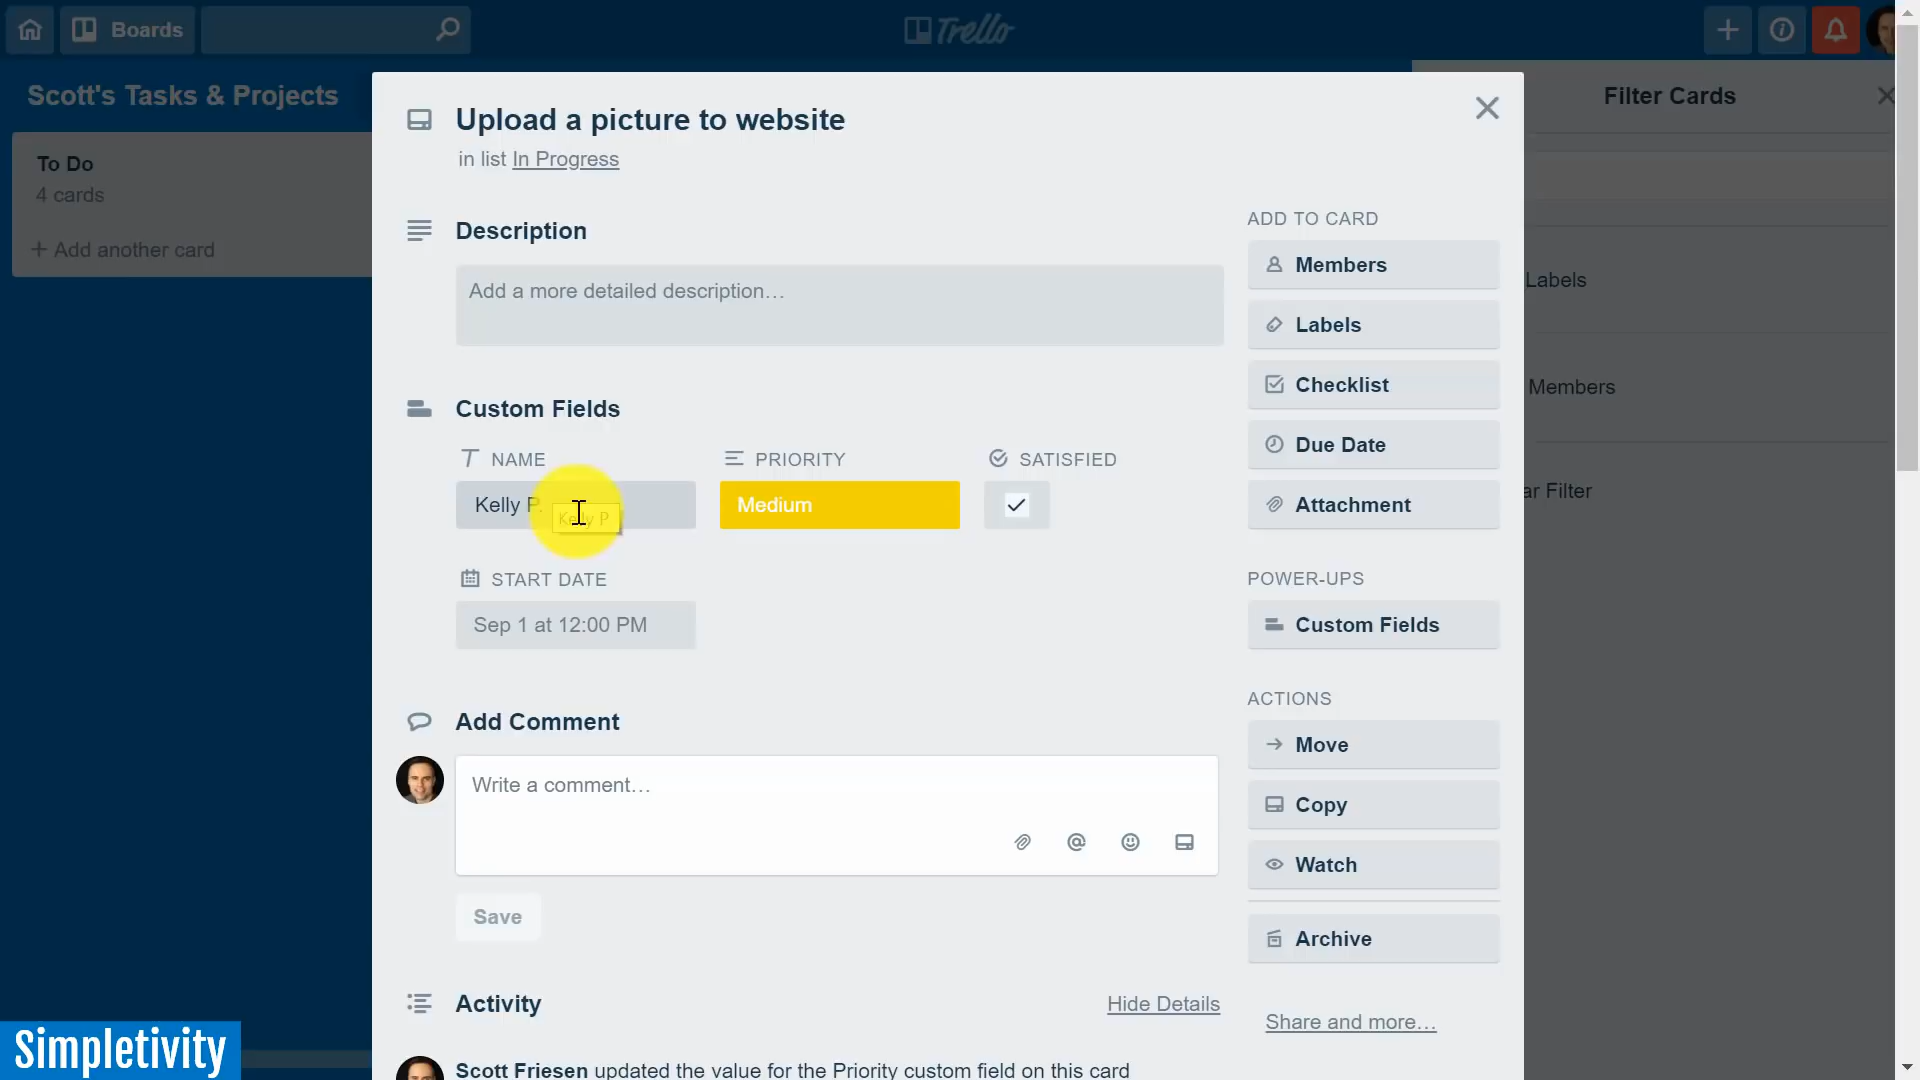 Boards
Trello
Scott's Tasks & Projects
Filter Cards
To Do
4 cards
+ Add another card
Upload a picture to website
in list In Progress
Description
Add a more detailed description…
Custom Fields
NAME
PRIORITY
SATISFIED
Kelly P.
Kelly P
Medium
START DATE
Sep 1 at 12:00 PM
Add Comment
Write a comment…
Save
Activity
Hide Details
Scott Friesen updated the value for the Priority custom field on this card
ADD TO CARD
Members
Labels
Checklist
Due Date
Attachment
POWER-UPS
Custom Fields
ACTIONS
Move
Copy
Watch
Archive
Share and more…
Labels
Members
Filter
Simpletivity